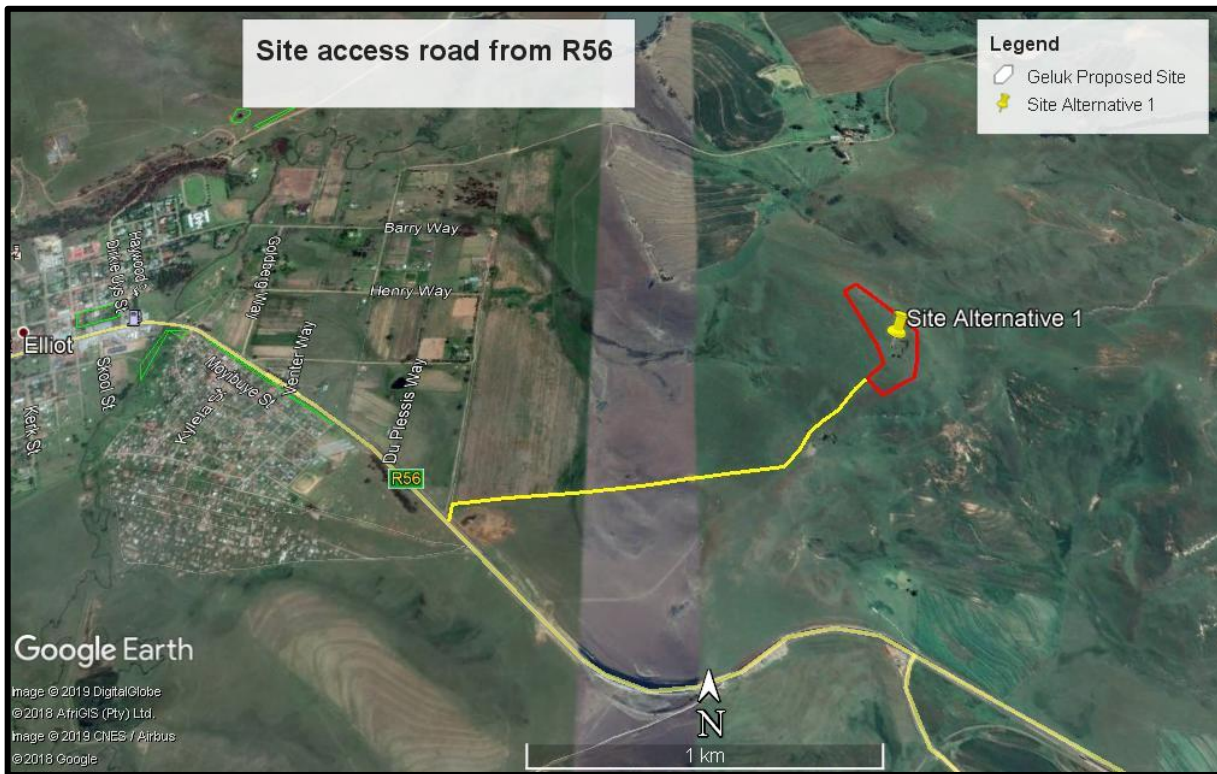 Site access road from R56
Legend
Geluk Proposed Site
Site Alternative 1
Barry Way
Henry Way
Goldberg Way
Venter Way
Du Plessis Way
Haywood S
Elliot
Skool St
Kerk St
Moyibuye St
Kyleta St
R56
Site Alternative 1
Google Earth
Image © 2019 DigitalGlobe
© 2018 AfriGIS (Pty) Ltd.
Image © 2019 CNES / Airbus
© 2018 Google
N
1 km